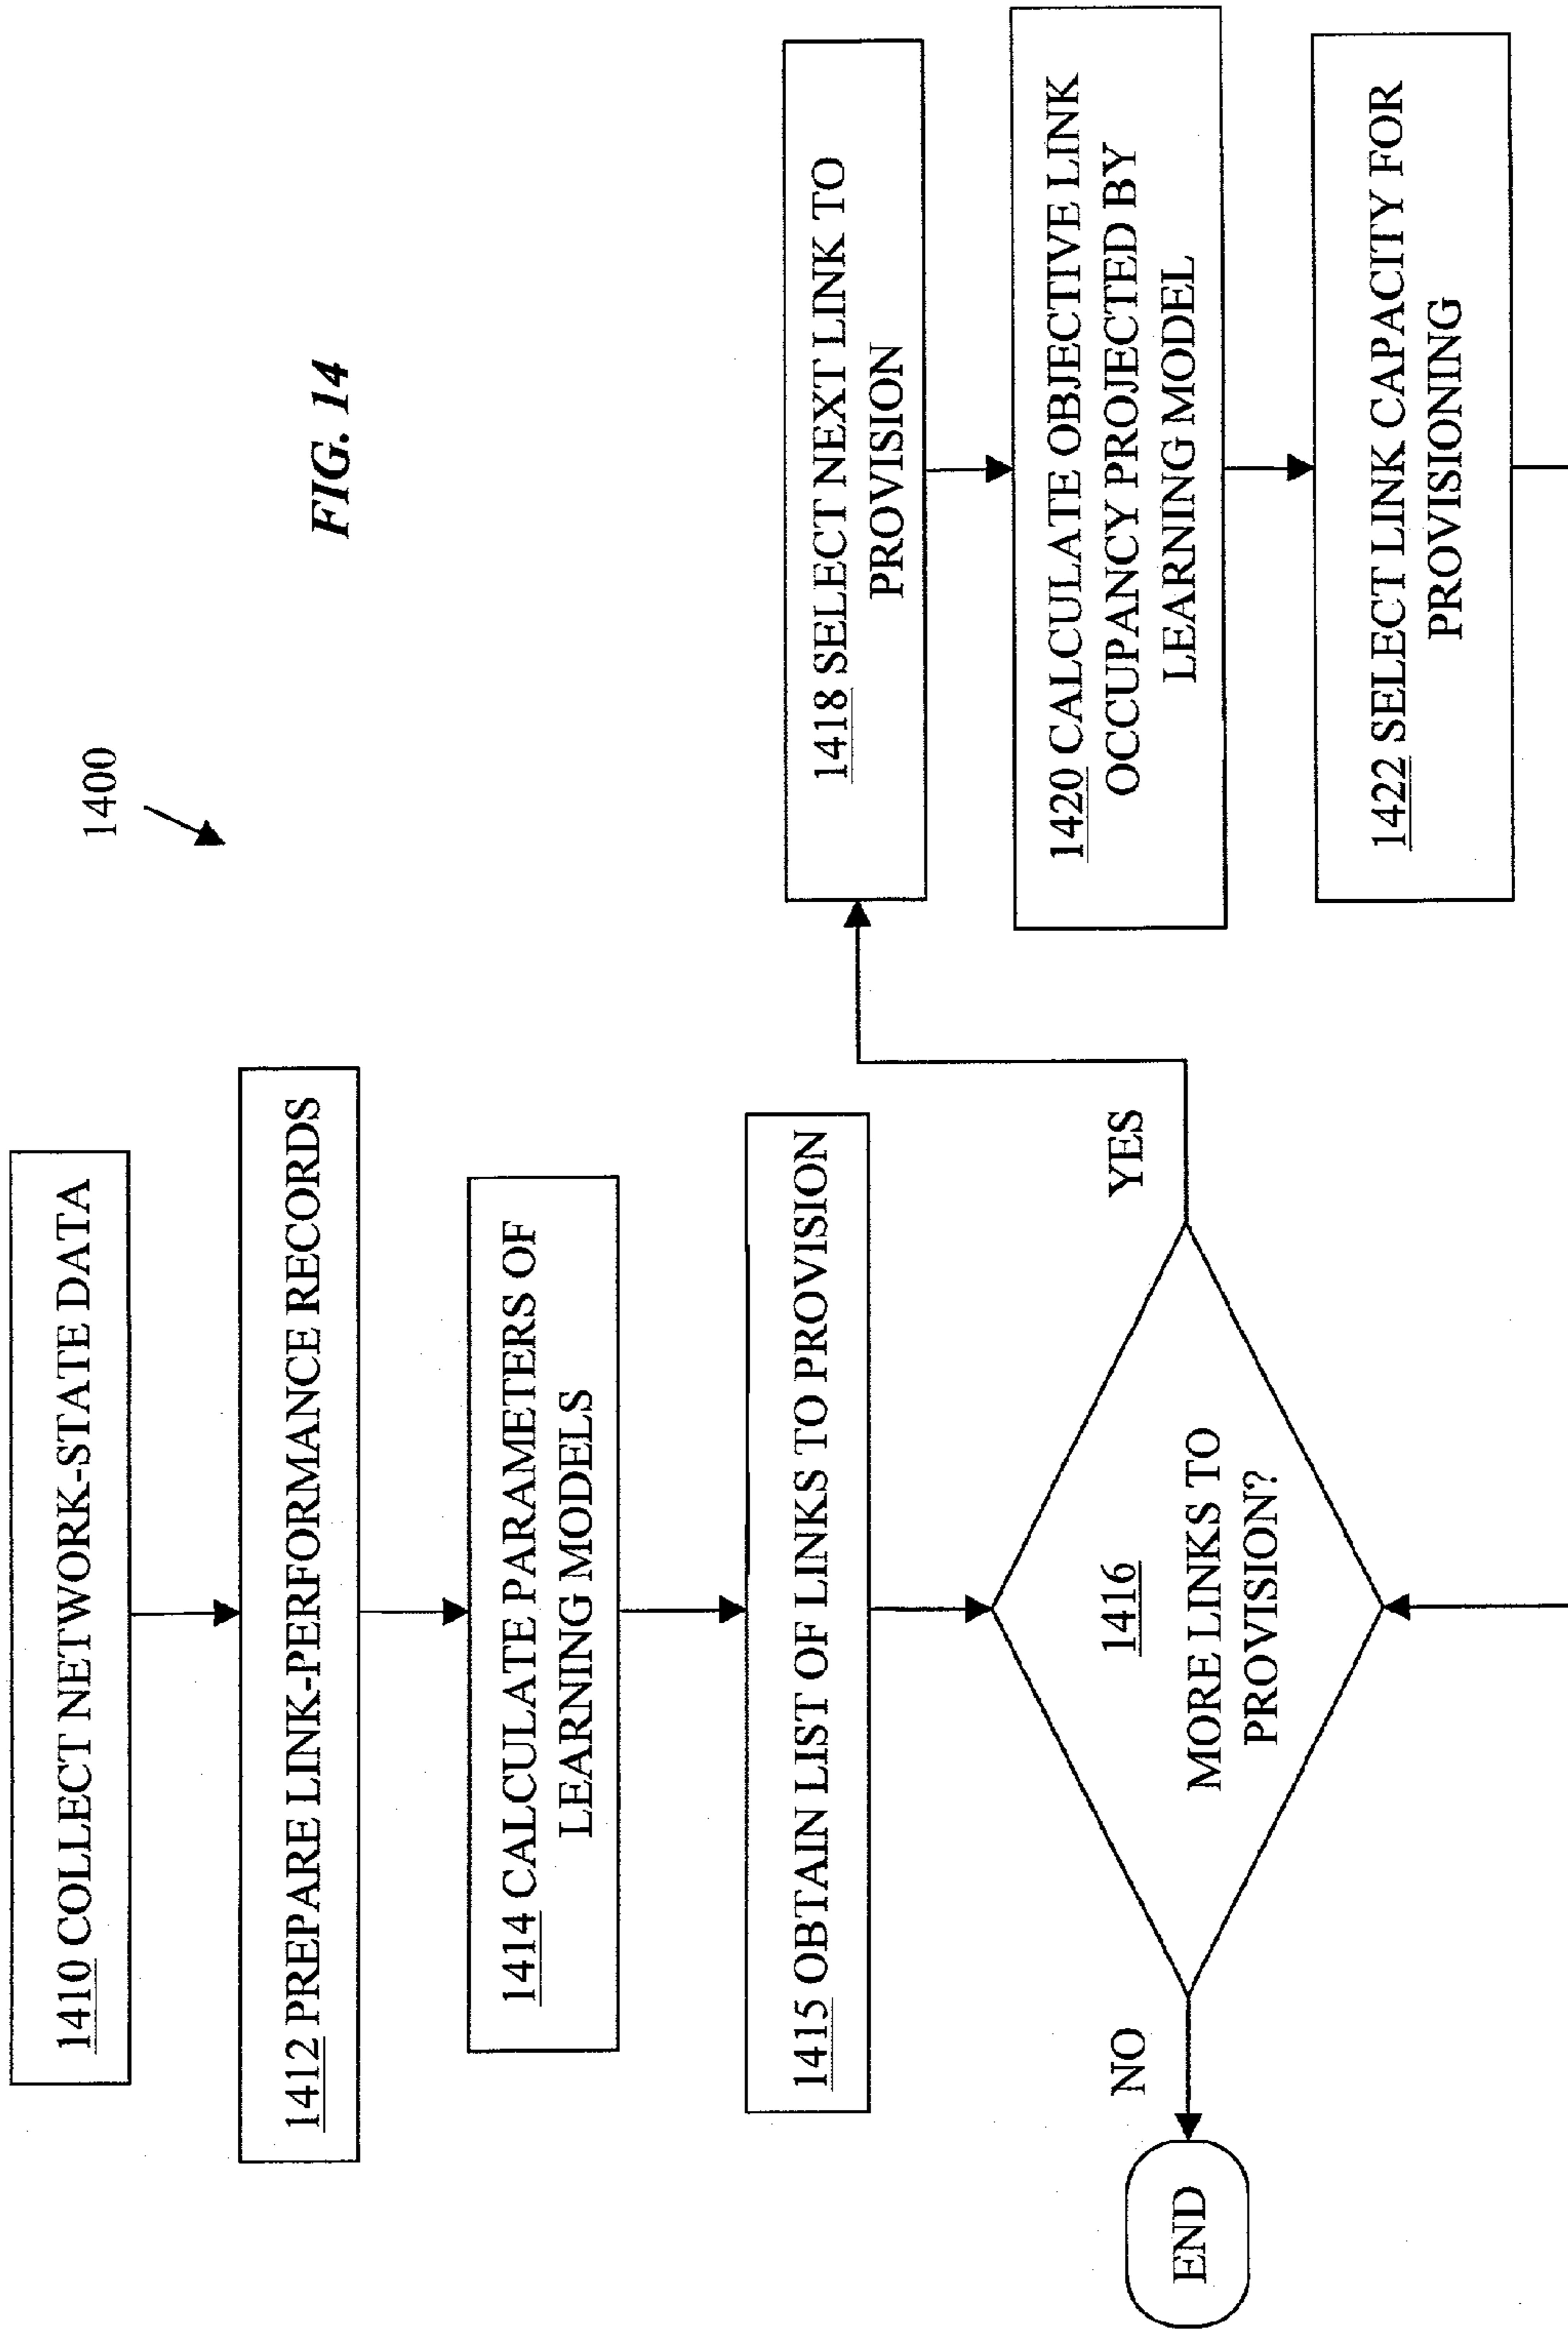 1400
FIG. 14
1410 COLLECT NETWORK-STATE DATA
1412 PREPARE LINK-PERFORMANCE RECORDS
1414 CALCULATE PARAMETERS OF
LEARNING MODELS
1415 OBTAIN LIST OF LINKS TO PROVISION
1416
MORE LINKS TO
PROVISION?
NO
END
YES
1418 SELECT NEXT LINK TO
PROVISION
1420 CALCULATE OBJECTIVE LINK
OCCUPANCY PROJECTED BY
LEARNING MODEL
1422 SELECT LINK CAPACITY FOR
PROVISIONING